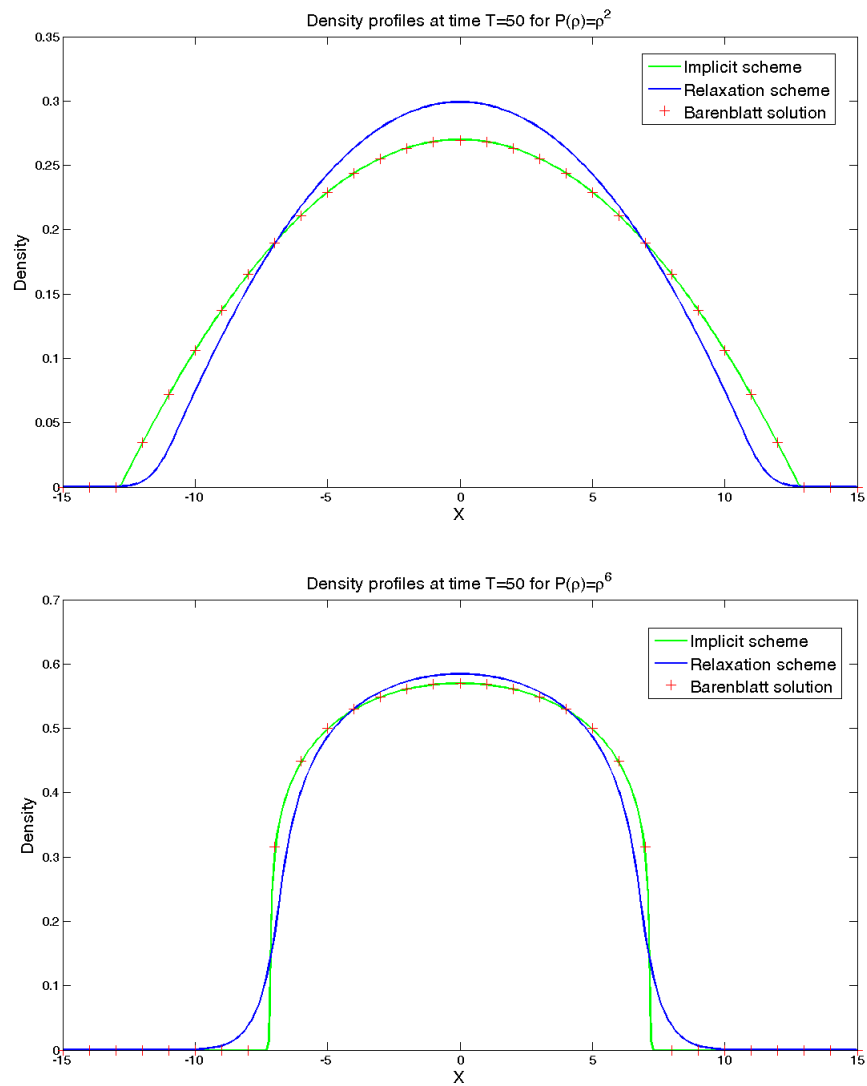 Density profiles at time T=50 for P(ρ)=ρ²
0.35
0.3
0.25
0.2
0.15
0.1
0.05
0
Density
Implicit scheme
Relaxation scheme
Barenblatt solution
-15 -10 -5 0 5 10 15
X
Density profiles at time T=50 for P(ρ)=ρ⁶
0.7
0.6
0.5
0.4
0.3
0.2
0.1
0
Density
Implicit scheme
Relaxation scheme
Barenblatt solution
-15 -10 -5 0 5 10 15
X